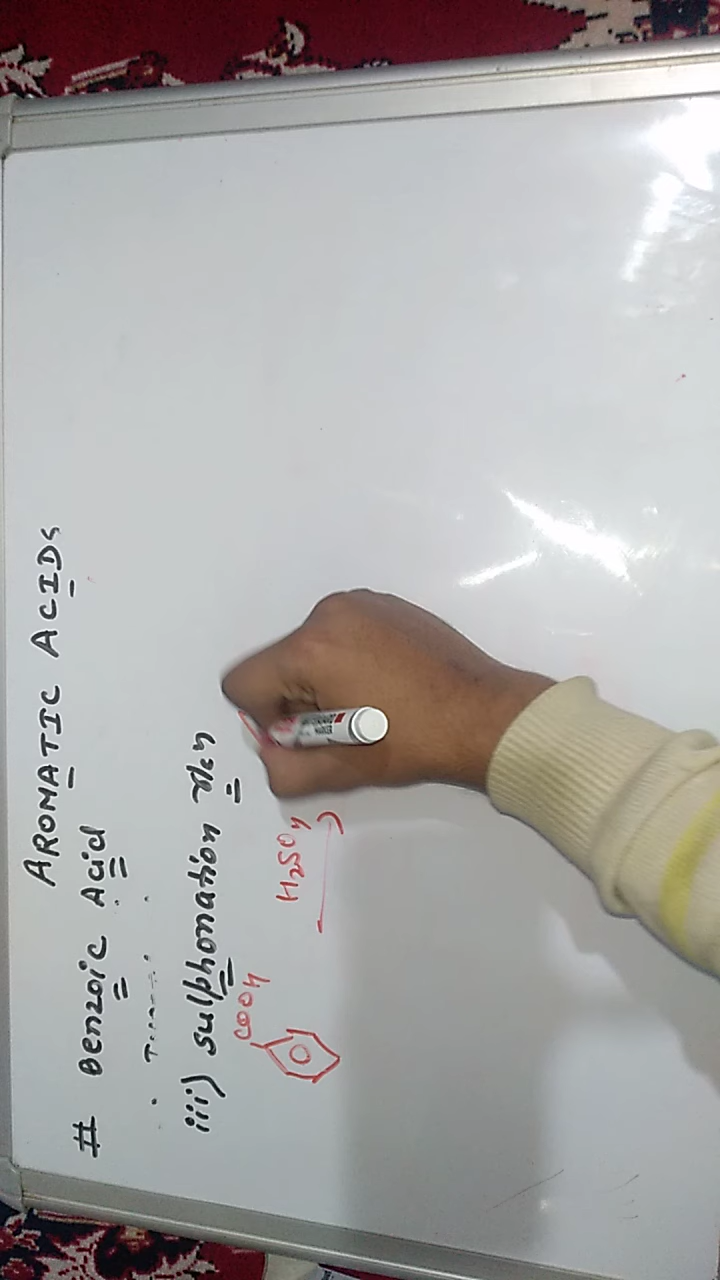 AROMATIC ACIDs
# Benzoic Acid
iii) sulphonation rxn
COOH
H2SO4